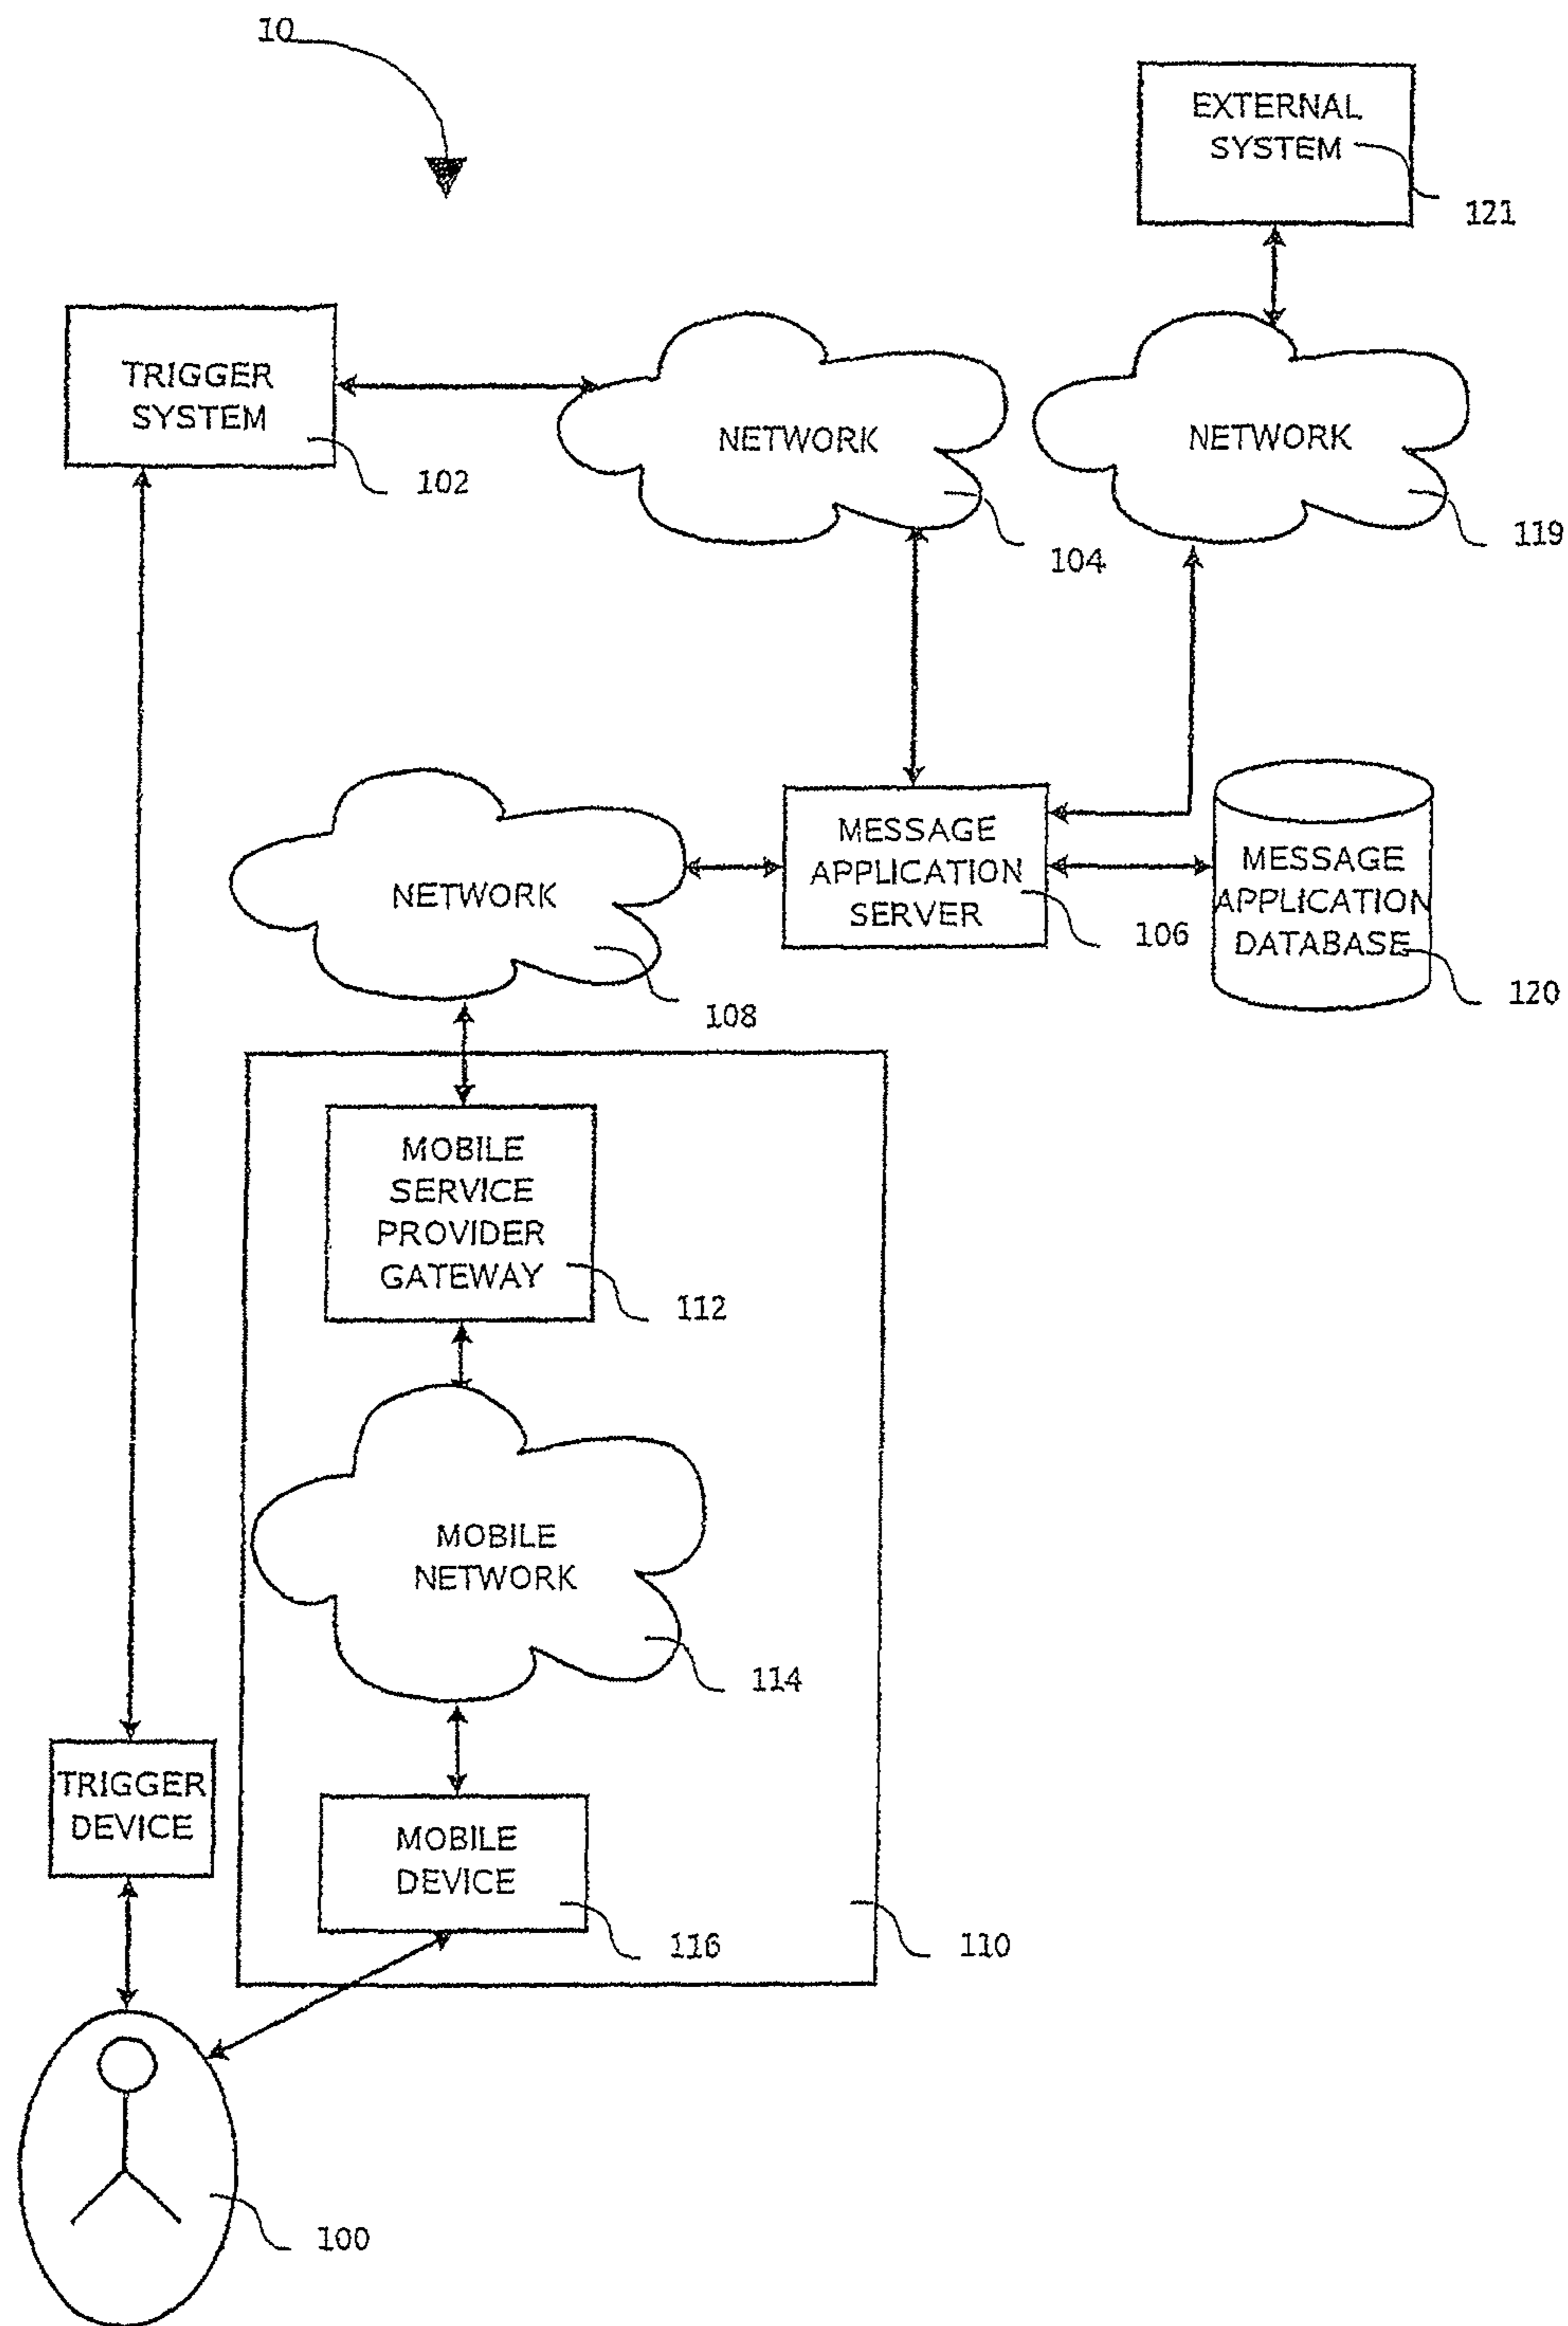 10
EXTERNAL
SYSTEM
121
TRIGGER
SYSTEM
102
NETWORK
104
NETWORK
119
NETWORK
108
MESSAGE
APPLICATION
SERVER
106
MESSAGE
APPLICATION
DATABASE
120
MOBILE
SERVICE
PROVIDER
GATEWAY
112
MOBILE
NETWORK
114
TRIGGER
DEVICE
MOBILE
DEVICE
116
110
100